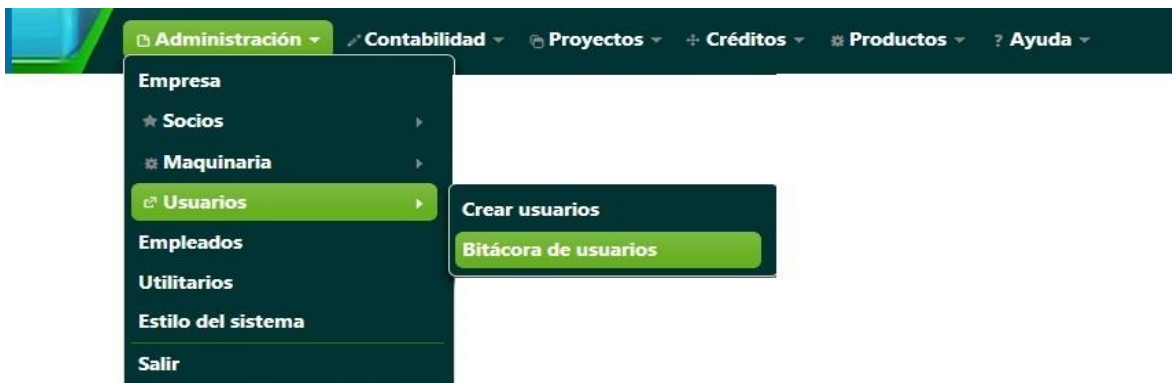 Administración Contabilidad Proyectos Créditos Productos ? Ayuda
Empresa
Socios
Maquinaria
Usuarios
Crear usuarios
Bitácora de usuarios
Empleados
Utilitarios
Estilo del sistema
Salir